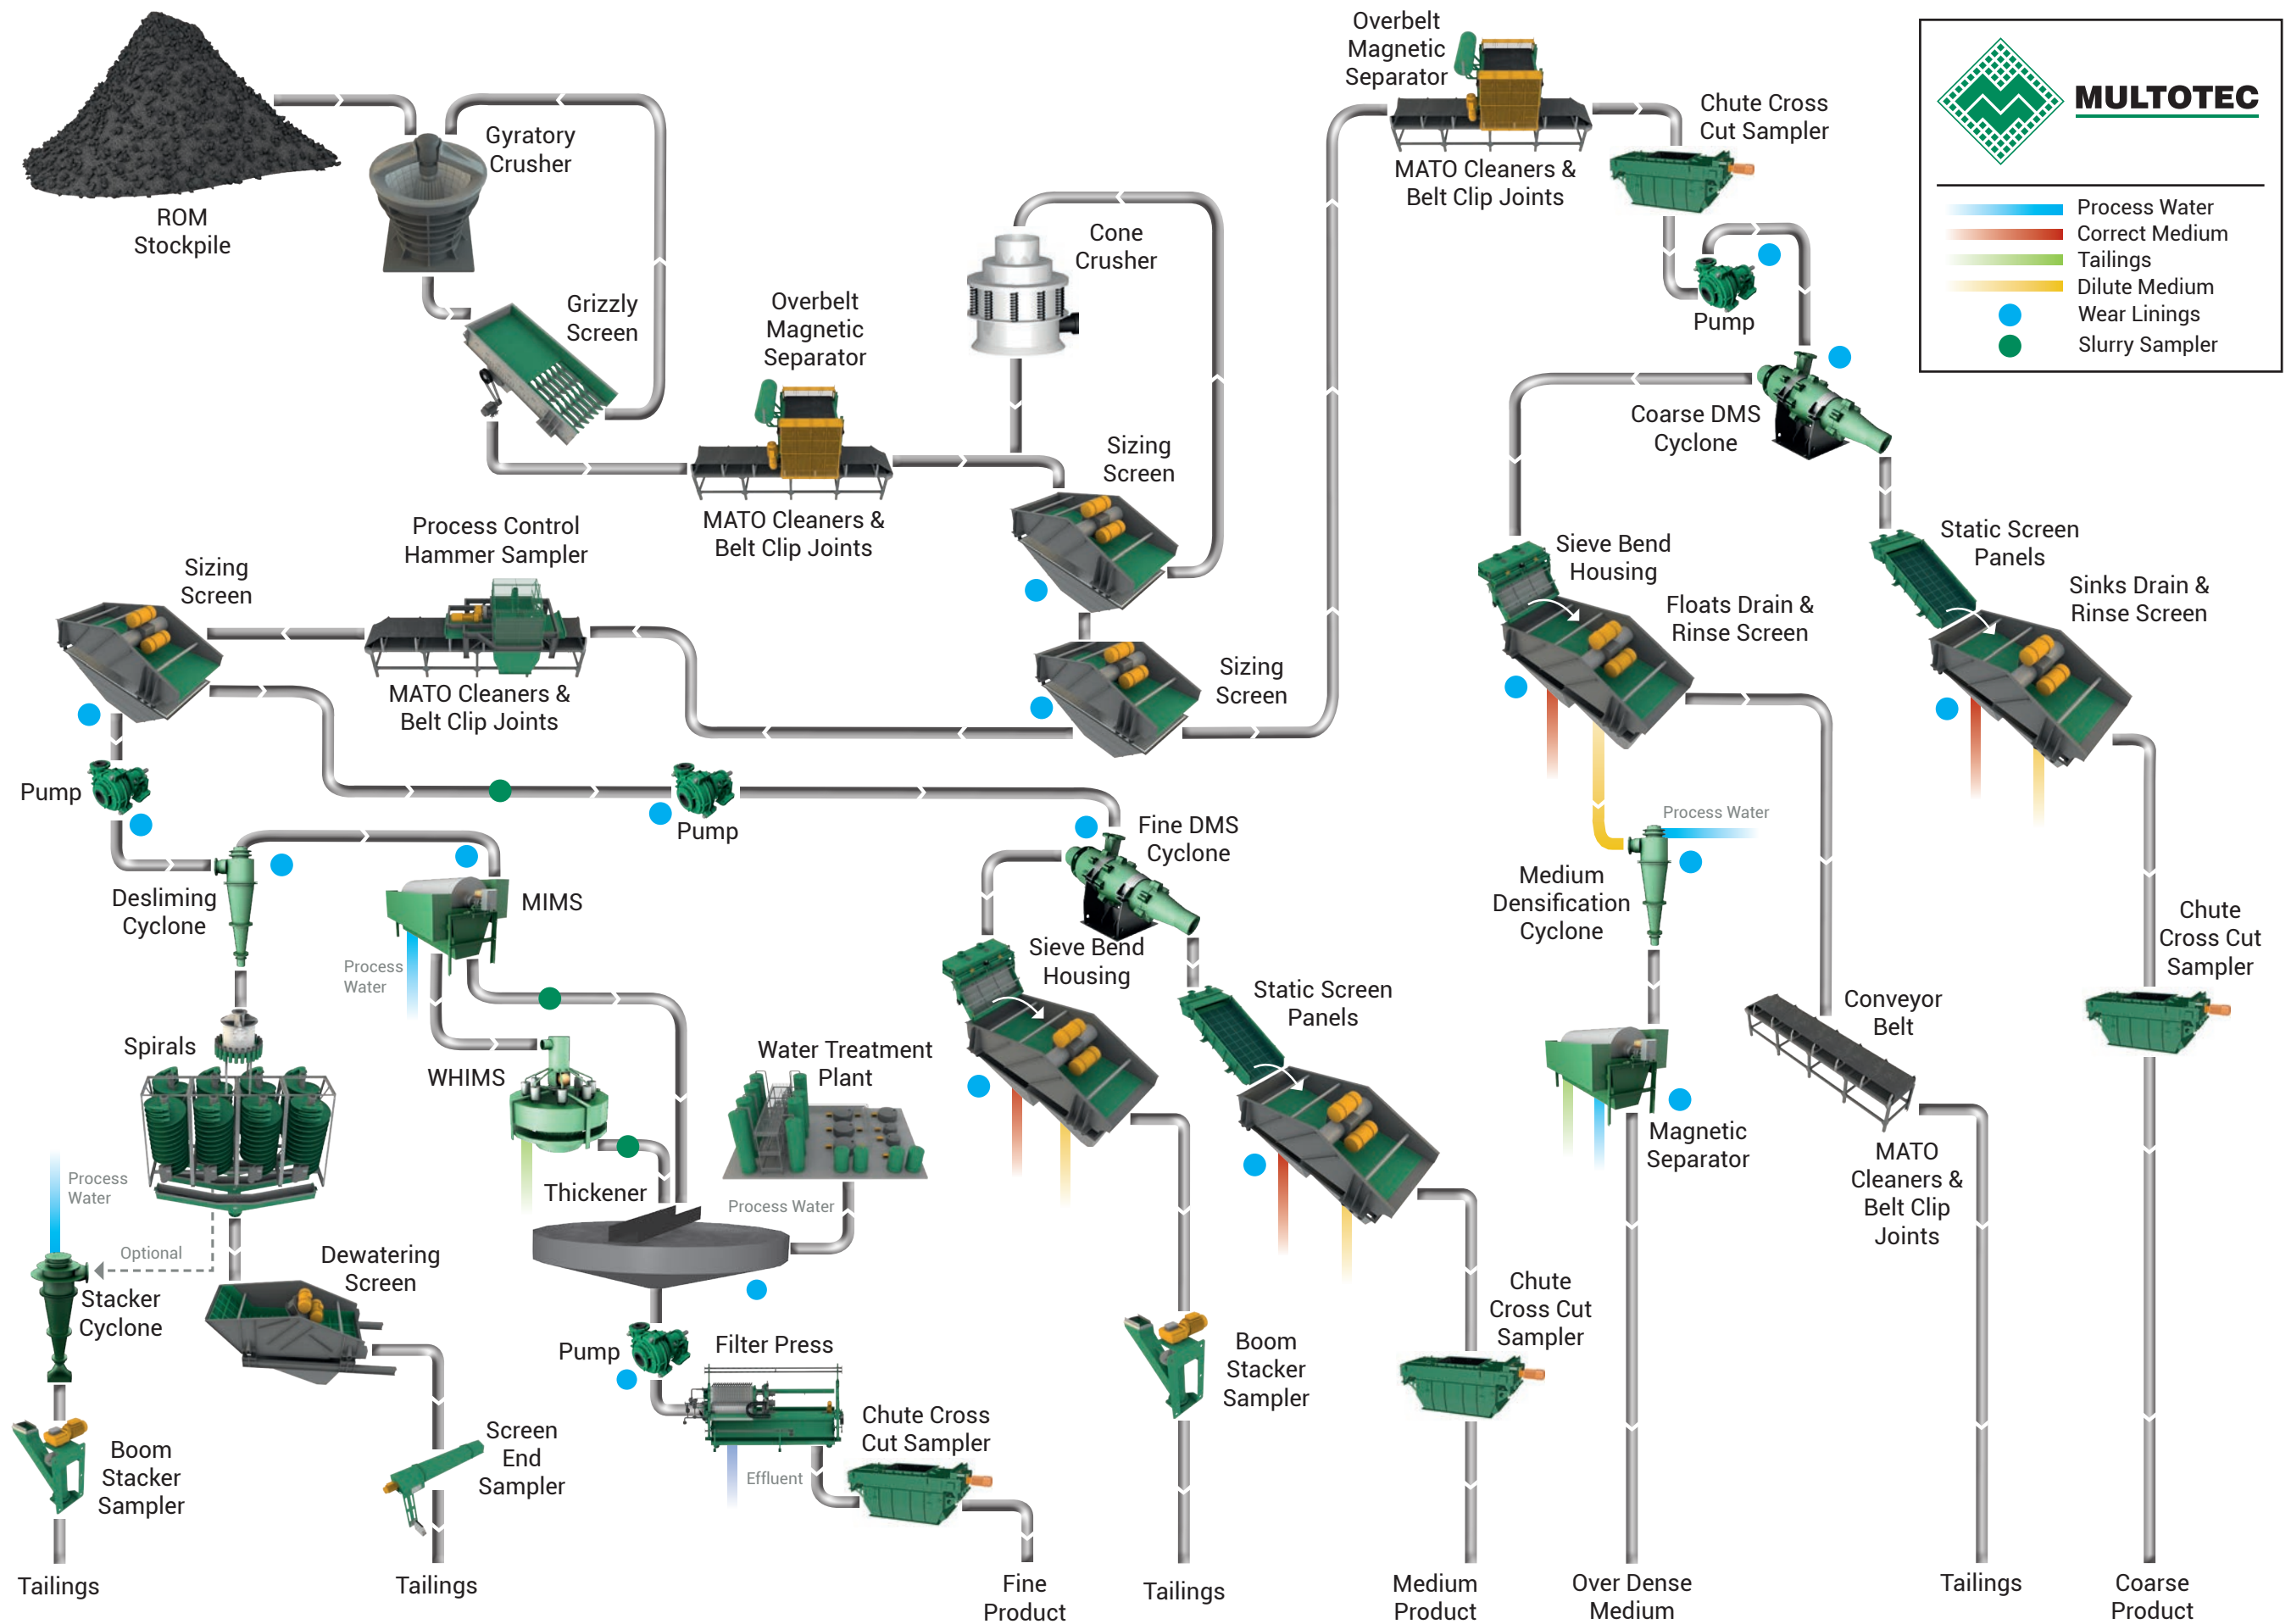 ROM
Stockpile
Gyratory
Crusher
Grizzly
Screen
Overbelt
Magnetic
Separator
MATO Cleaners &
Belt Clip Joints
Cone
Crusher
Sizing
Screen
Overbelt
Magnetic
Separator
MATO Cleaners &
Belt Clip Joints
Chute Cross
Cut Sampler
Pump
MULTOTEC
Process Water
Correct Medium
Tailings
Dilute Medium
Wear Linings
Slurry Sampler
Coarse DMS
Cyclone
Static Screen
Panels
Sinks Drain &
Rinse Screen
Sieve Bend
Housing
Floats Drain &
Rinse Screen
Process Control
Hammer Sampler
MATO Cleaners &
Belt Clip Joints
Sizing
Screen
Sizing
Screen
Pump
Pump
Desliming
Cyclone
MIMS
Process
Water
Fine DMS
Cyclone
Process Water
Medium
Densification
Cyclone
Chute
Cross Cut
Sampler
Sieve Bend
Housing
Static Screen
Panels
Conveyor
Belt
Spirals
WHIMS
Water Treatment
Plant
Magnetic
Separator
MATO
Cleaners &
Belt Clip
Joints
Process
Water
Thickener
Process Water
Optional
Stacker
Cyclone
Dewatering
Screen
Pump
Filter Press
Boom
Stacker
Sampler
Chute
Cross Cut
Sampler
Boom
Stacker
Sampler
Screen
End
Sampler
Effluent
Chute Cross
Cut Sampler
Tailings
Tailings
Fine
Product
Tailings
Medium
Product
Over Dense
Medium
Tailings
Coarse
Product